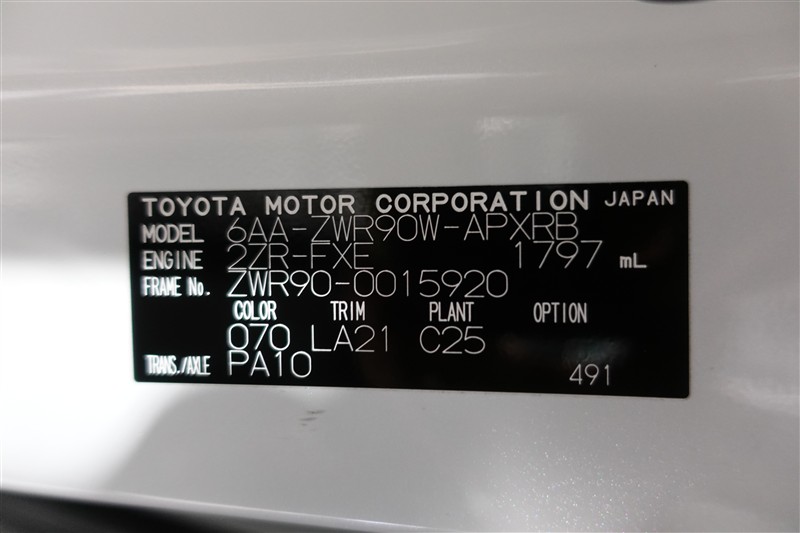 TOYOTA MOTOR CORPORATION JAPAN
MODEL 6AA-ZWR90W-APXRB
ENGINE 2ZR-FXE 1797 mL
FRAME No. ZWR90-0015920
COLOR TRIM PLANT OPTION
070 LA21 C25
TRANS./AXLE PA10 491